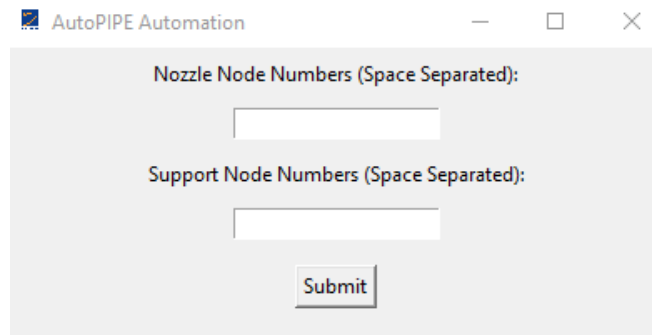 AutoPIPE Automation
Nozzle Node Numbers (Space Separated):
Support Node Numbers (Space Separated):
Submit